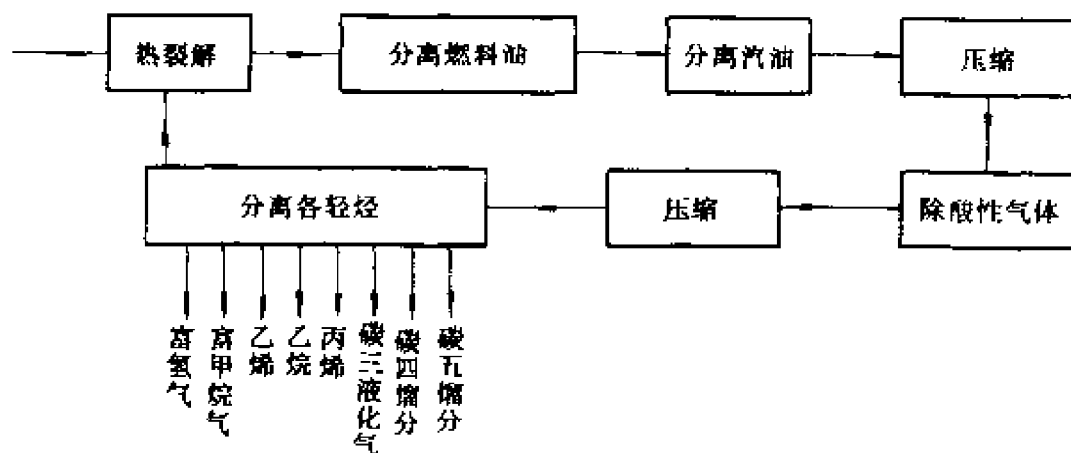 热裂解
分离燃料油
分离汽油
压缩
分离各轻烃
压缩
除酸性气体
富氢气
富甲烷气
乙烯
乙烷
丙烯
碳三液化气
碳四馏分
碳五馏分